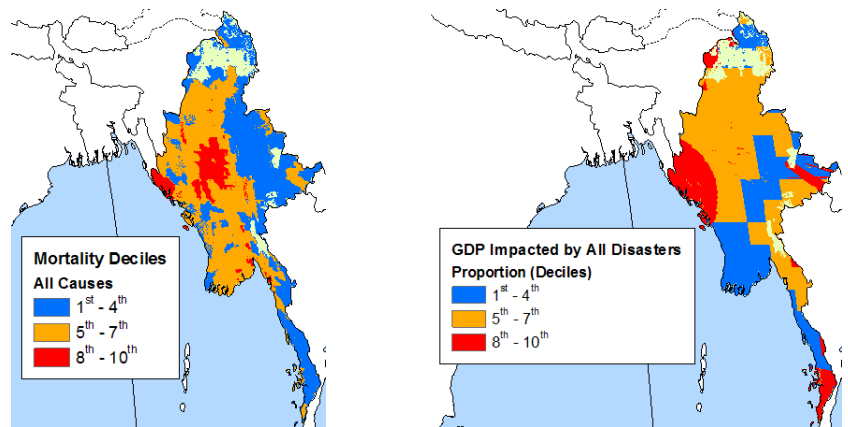 Mortality Deciles
All Causes
1st - 4th
5th - 7th
8th - 10th
GDP Impacted by All Disasters
Proportion (Deciles)
1st - 4th
5th - 7th
8th - 10th